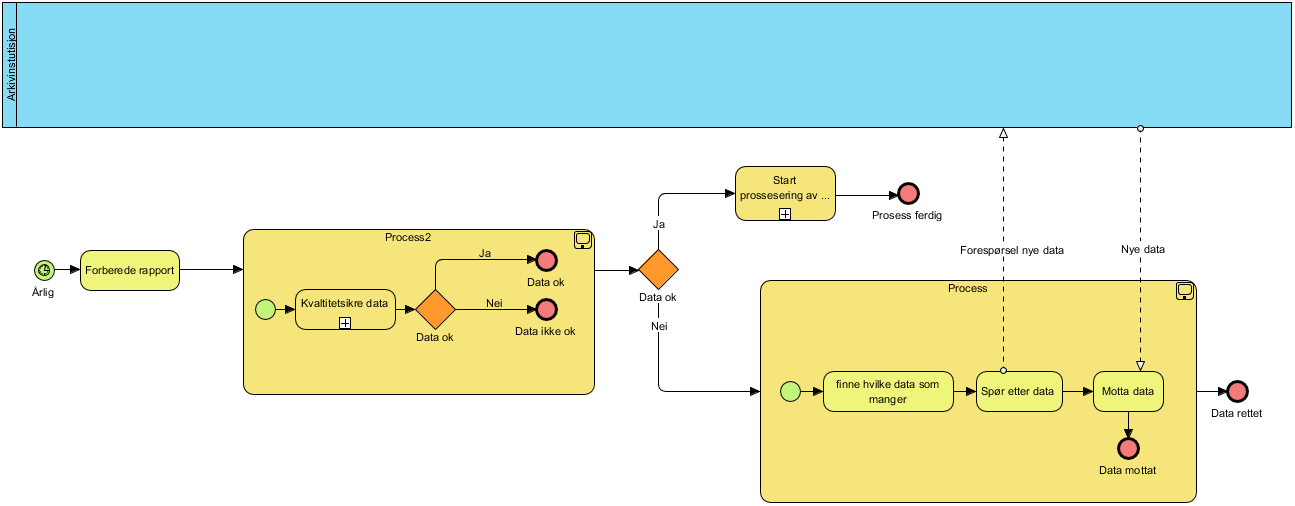 Arkivinstutisjon
Årlig
Forberede rapport
Process2
Kvaltitetsikre data
Data ok
Ja
Data ok
Nei
Data ikke ok
Data ok
Ja
Start
prossesering av ...
Prosess ferdig
Nei
Process
finne hvilke data som
manger
Spør etter data
Motta data
Data mottat
Data rettet
Forespørsel nye data
Nye data